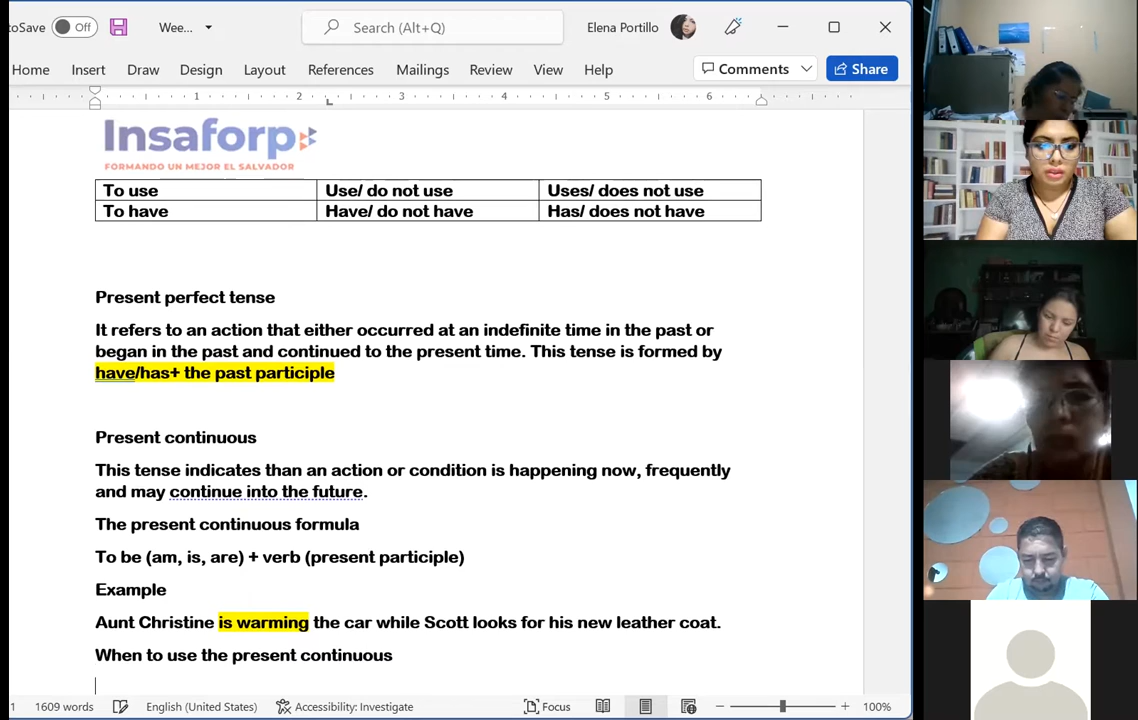 toSave Off Wee... Search (Alt+Q) Elena Portillo
Home Insert Draw Design Layout References Mailings Review View Help Comments Share
1 2 3 4 5 6
Insaforp
FORMANDO UN MEJOR EL SALVADOR
To use Use/ do not use Uses/ does not use
To have Have/ do not have Has/ does not have
Present perfect tense
It refers to an action that either occurred at an indefinite time in the past or
began in the past and continued to the present time. This tense is formed by
have/has+ the past participle
Present continuous
This tense indicates than an action or condition is happening now, frequently
and may continue into the future.
The present continuous formula
To be (am, is, are) + verb (present participle)
Example
Aunt Christine is warming the car while Scott looks for his new leather coat.
When to use the present continuous
1 1609 words English (United States) Accessibility: Investigate Focus 100%